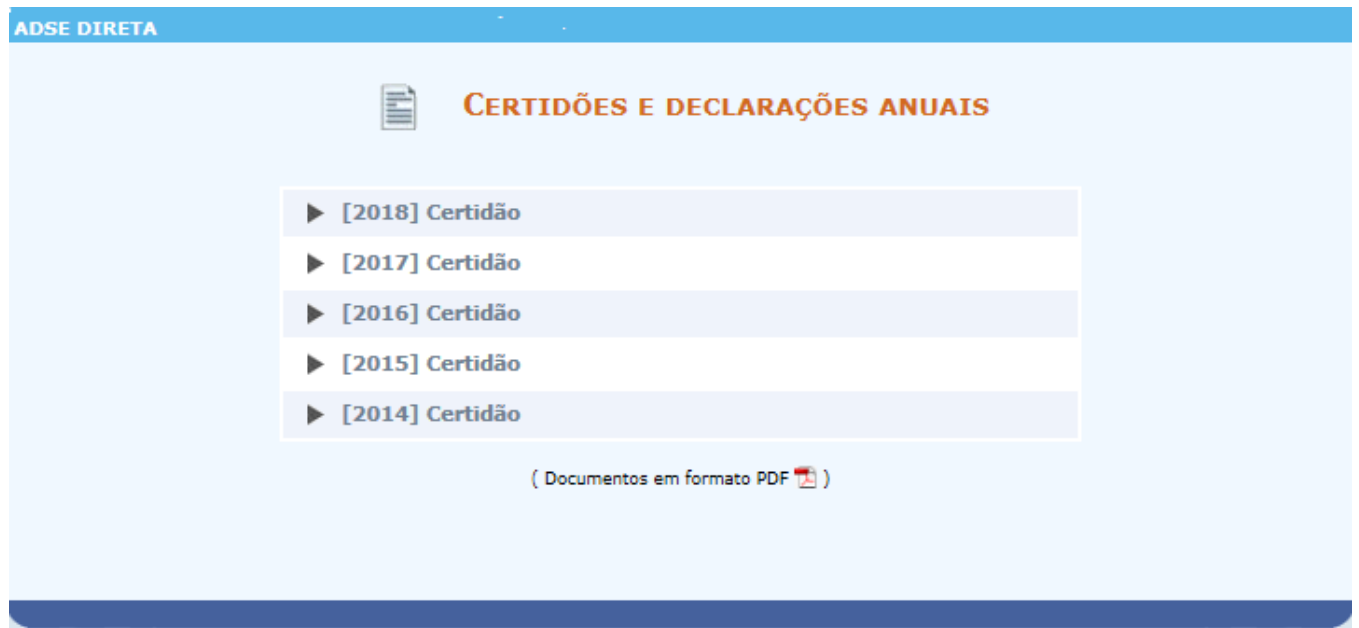 ADSE DIRETA
CERTIDÕES E DECLARAÇÕES ANUAIS
[2018] Certidão
[2017] Certidão
[2016] Certidão
[2015] Certidão
[2014] Certidão
( Documentos em formato PDF )